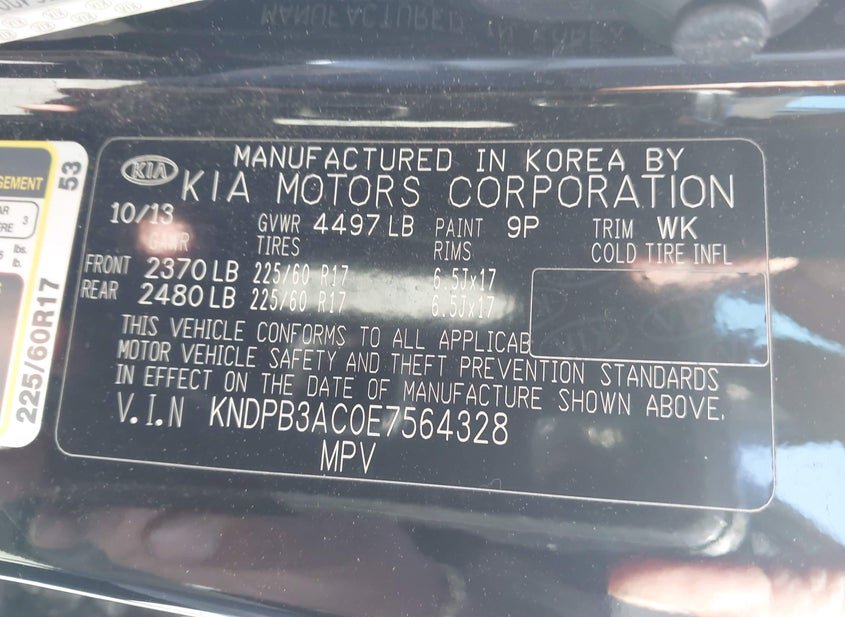 MANUFACTURED IN KOREA BY
KIA KIA MOTORS CORPORATION
10/13 GVWR 4497 LB PAINT 9P TRIM WK
GAWR TIRES RIMS COLD TIRE INFL
FRONT 2370 LB 225/60 R17 6.5Jx17
REAR 2480 LB 225/60 R17 6.5Jx17
THIS VEHICLE CONFORMS TO ALL APPLICAB
MOTOR VEHICLE SAFETY AND THEFT PREVENTION STANDARDS
IN EFFECT ON THE DATE OF MANUFACTURE SHOWN ABOVE.
V.I.N KNDPB3AC0E7564328
MPV
53
225/60R17
3